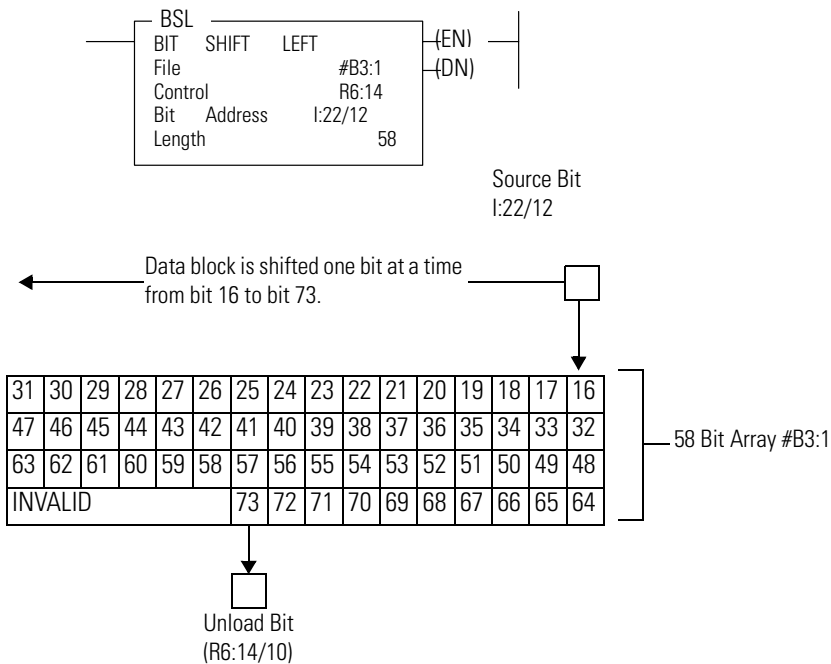 BSL
BIT SHIFT LEFT
File #B3:1
Control R6:14
Bit Address I:22/12
Length 58
(EN)
(DN)
Source Bit
I:22/12
Data block is shifted one bit at a time
from bit 16 to bit 73.
31 30 29 28 27 26 25 24 23 22 21 20 19 18 17 16
47 46 45 44 43 42 41 40 39 38 37 36 35 34 33 32
63 62 61 60 59 58 57 56 55 54 53 52 51 50 49 48
INVALID 73 72 71 70 69 68 67 66 65 64
58 Bit Array #B3:1
Unload Bit
(R6:14/10)